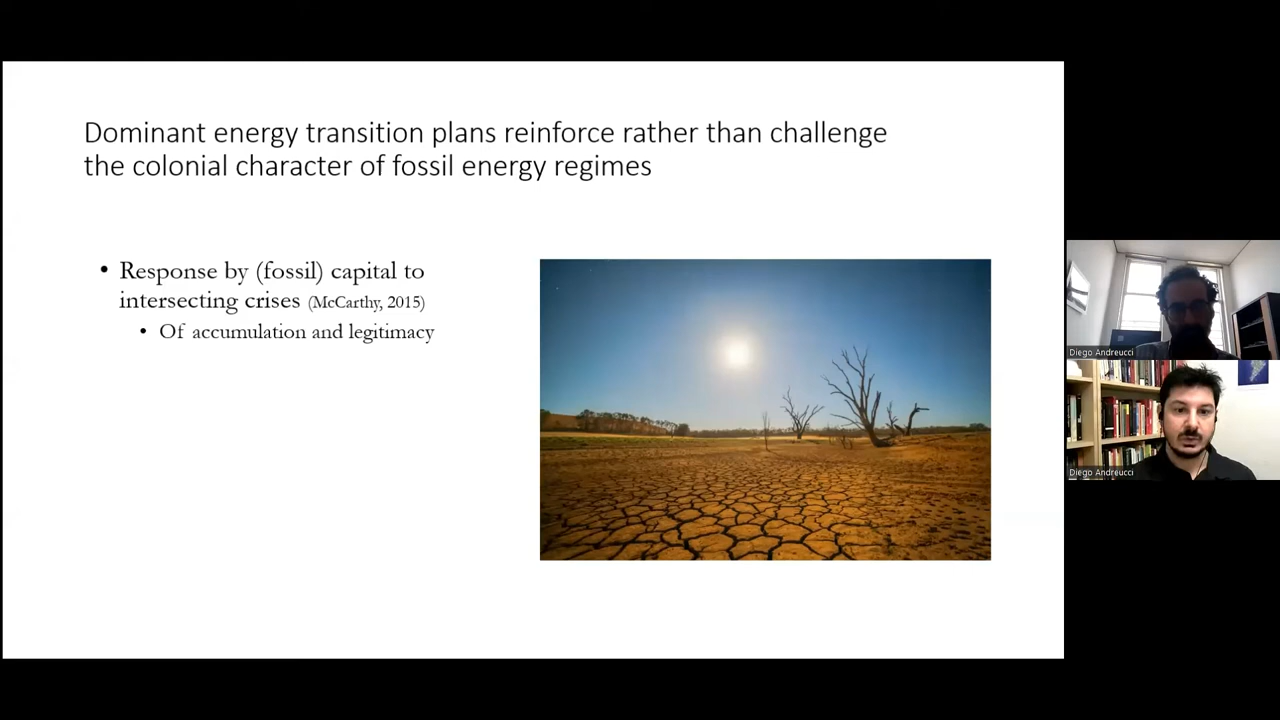 Dominant energy transition plans reinforce rather than challenge
the colonial character of fossil energy regimes
• Response by (fossil) capital to
intersecting crises (McCarthy, 2015)
• Of accumulation and legitimacy
Diego Andreucci
Diego Andreucci